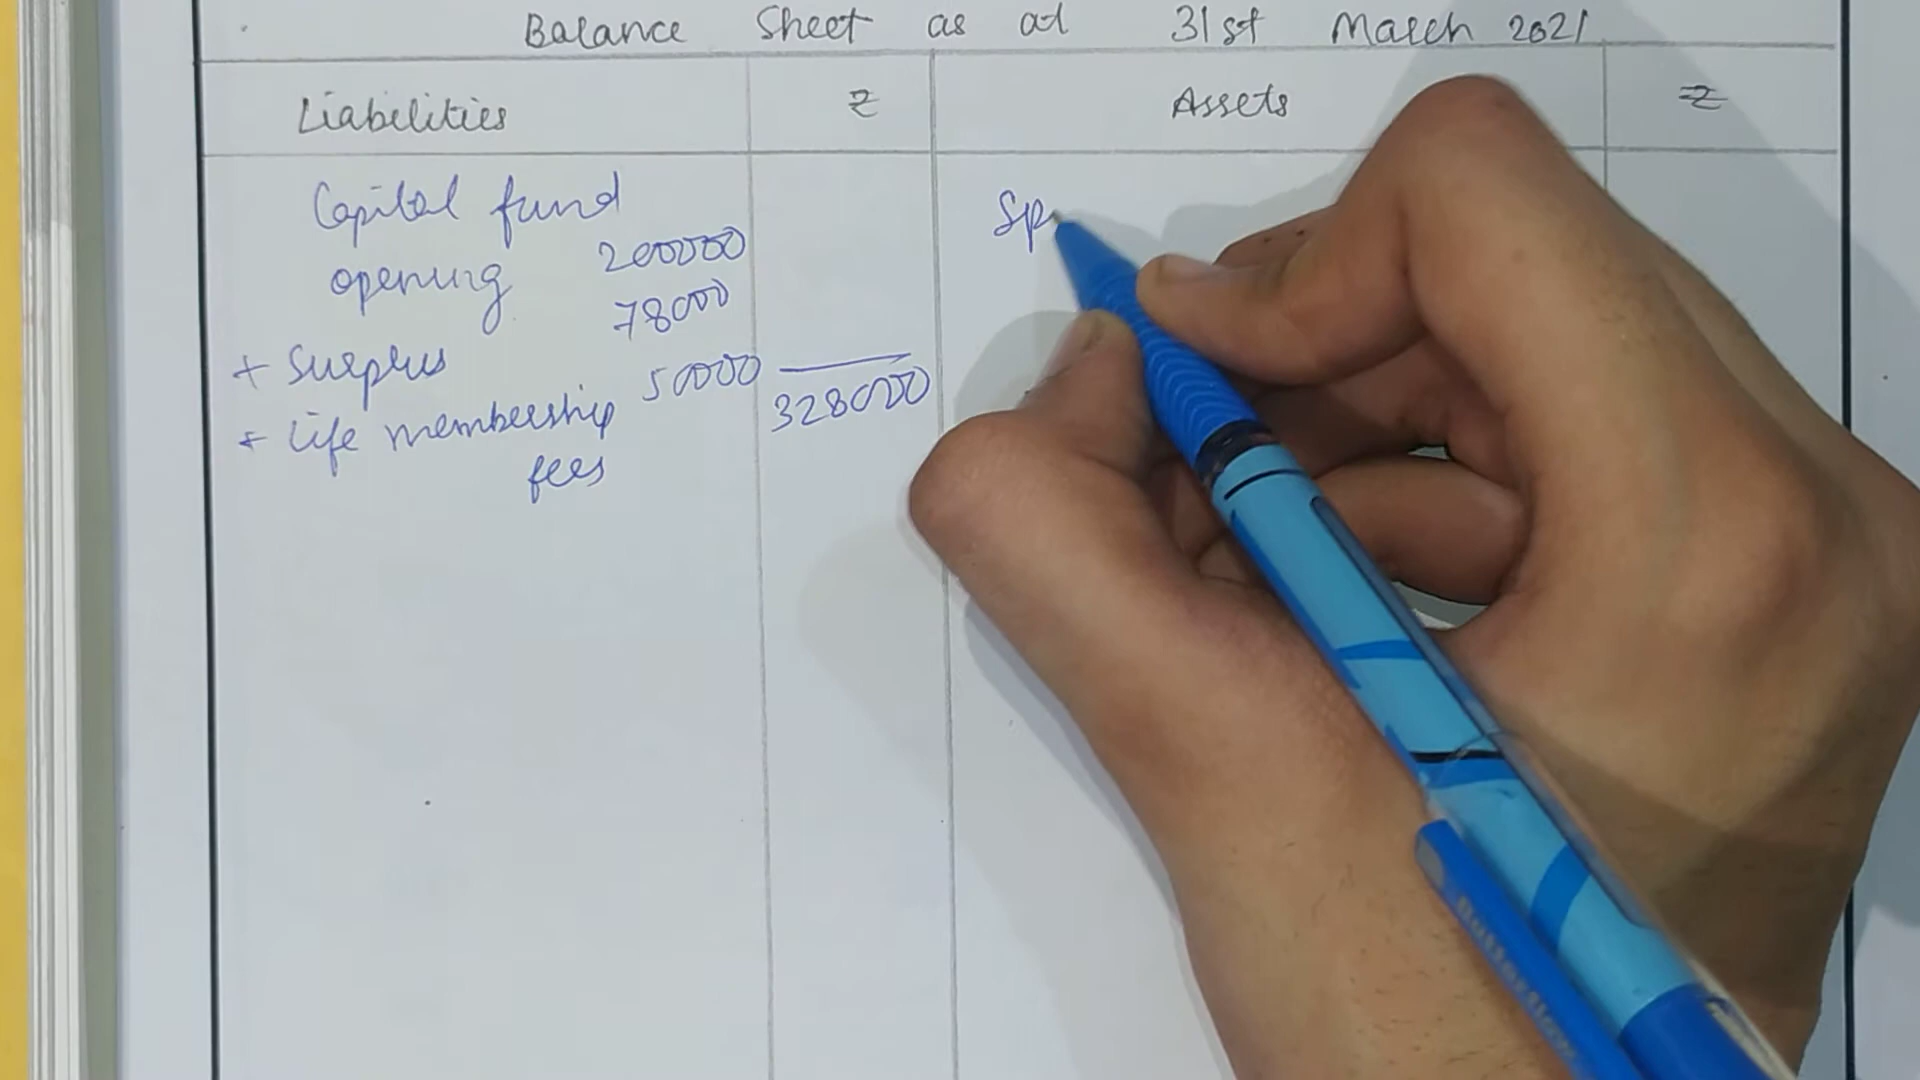 Balance Sheet as at 31st March 2021
Liabilities ₹ Assets ₹
Capital fund Sp
opening 200000
78000
+ Surplus 50000
+ Life membership 328000
fees
Butterflow